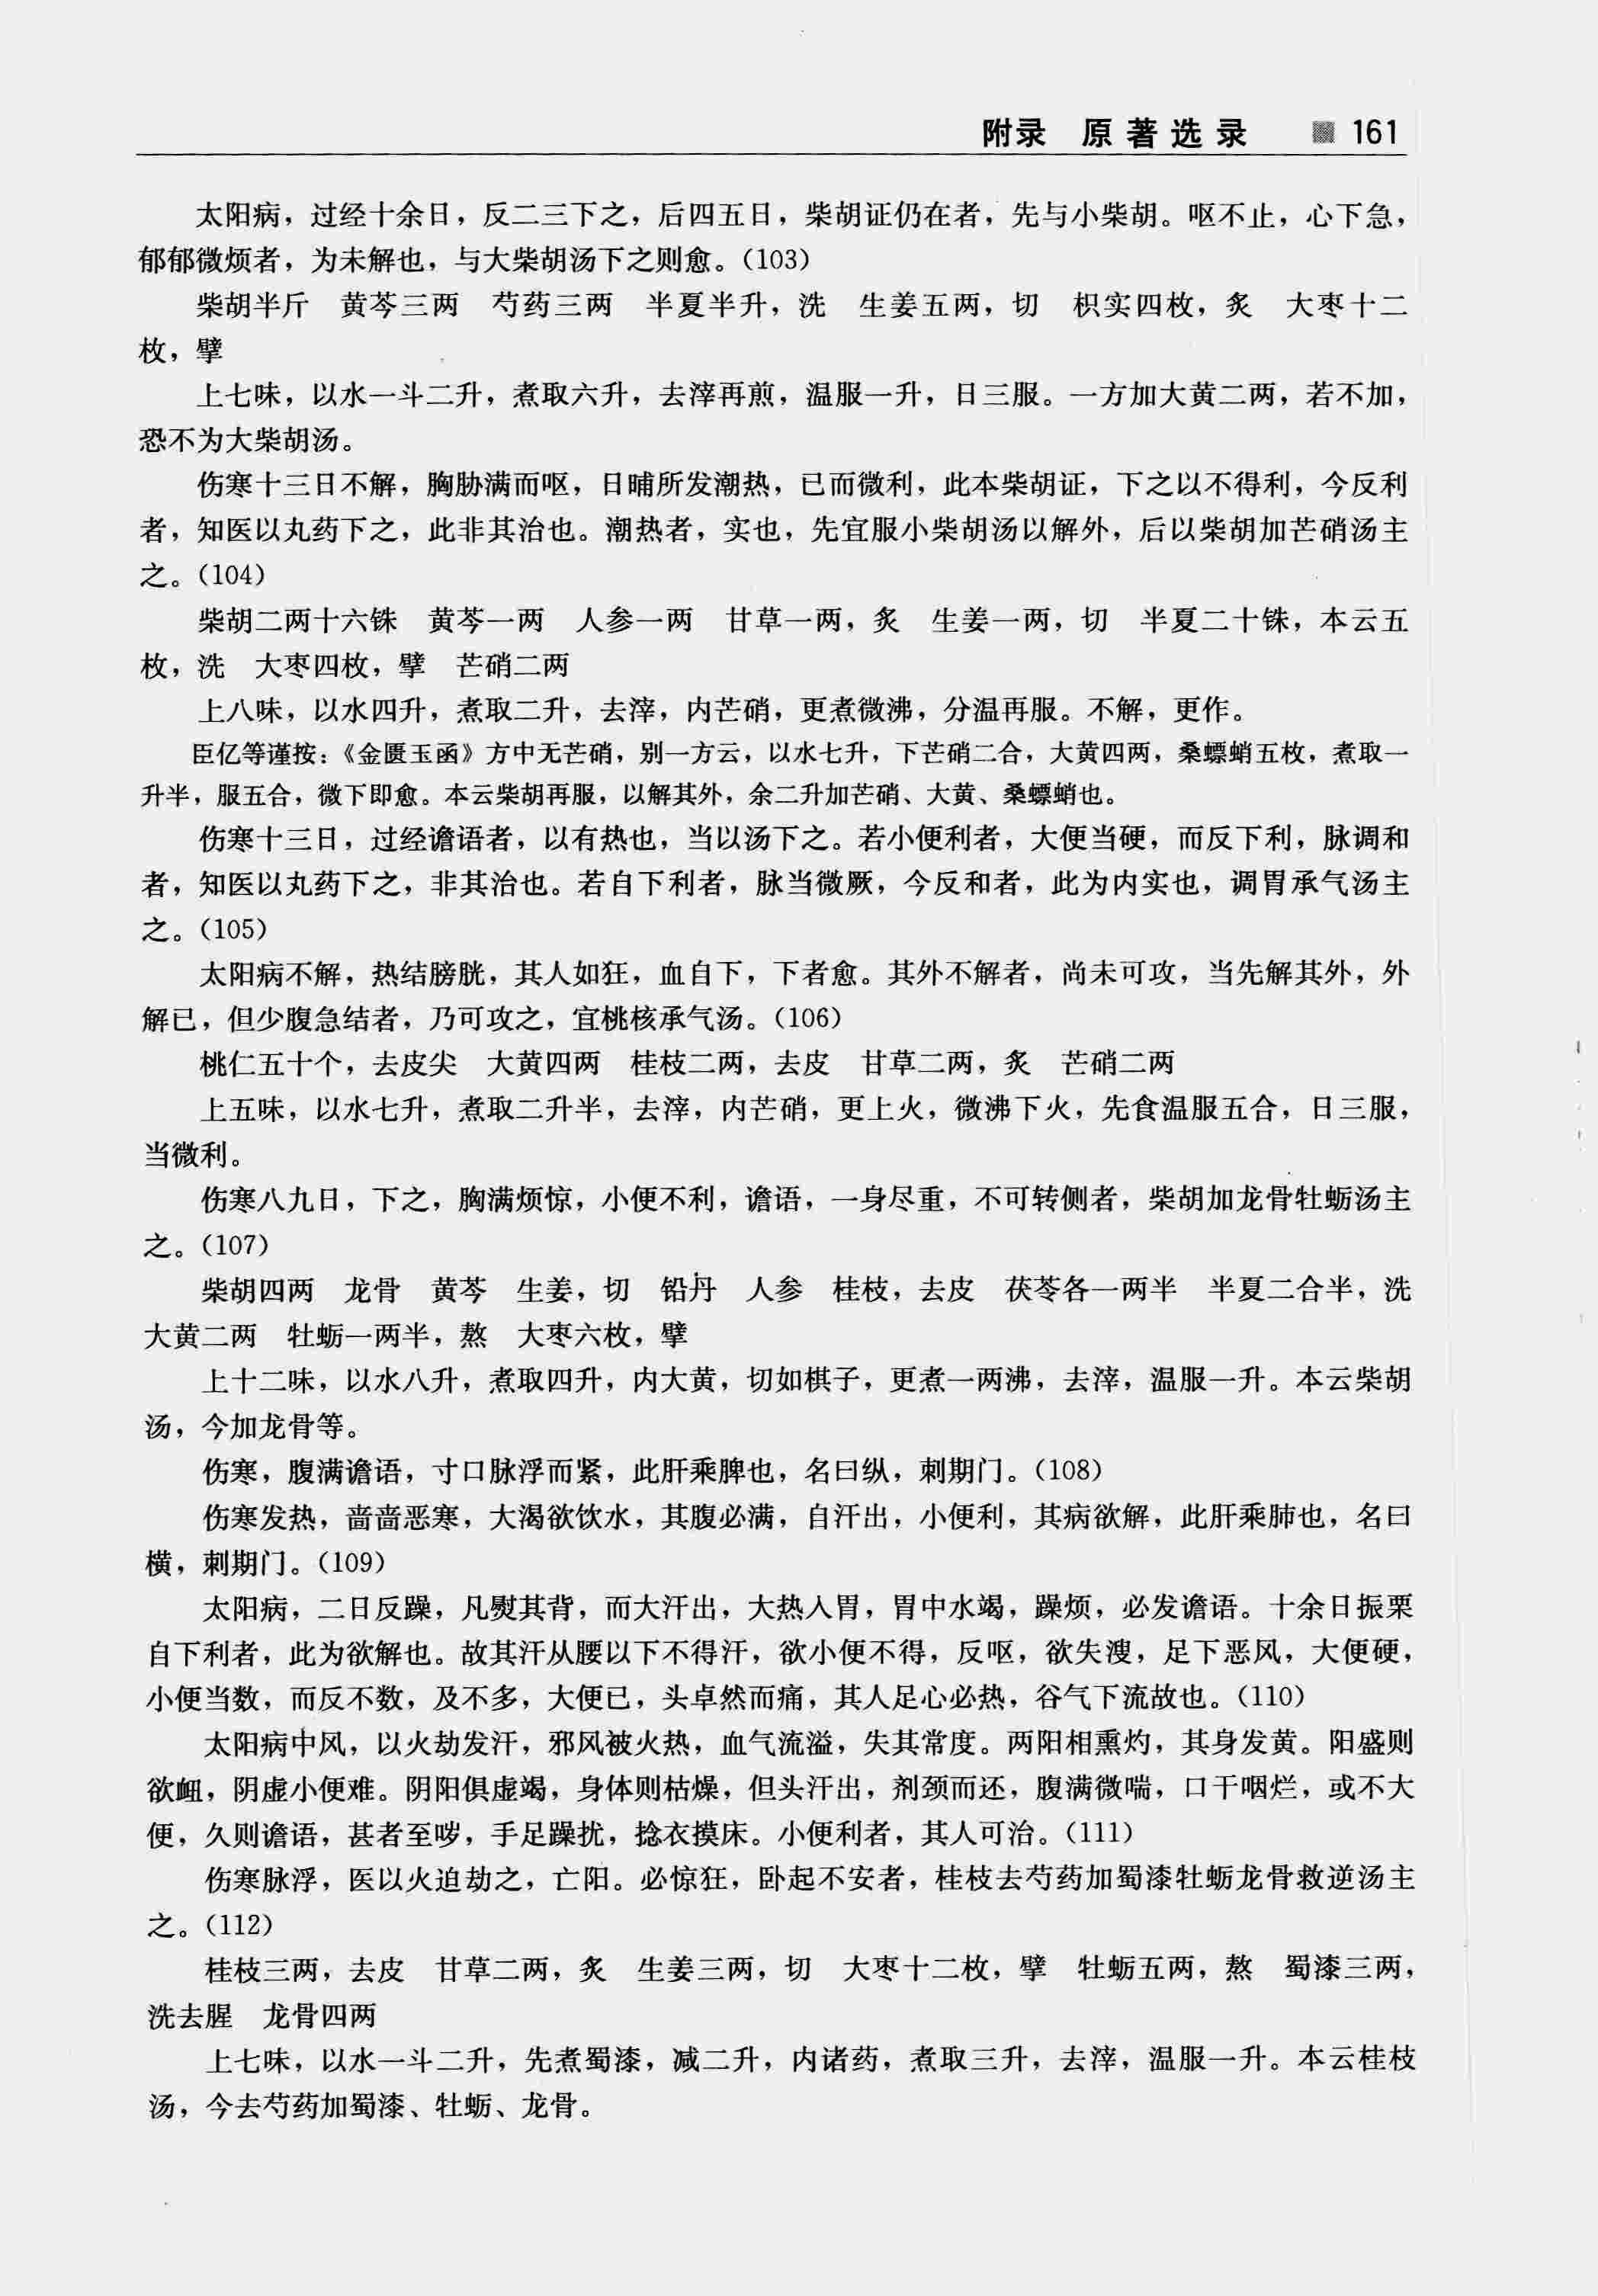 附录 原著选录 161
太阳病，过经十余日，反二三下之，后四五日，柴胡证仍在者，先与小柴胡。呕不止，心下急，
郁郁微烦者，为未解也，与大柴胡汤下之则愈。（103）
柴胡半斤 黄芩三两 芍药三两 半夏半升，洗 生姜五两，切 枳实四枚，炙 大枣十二
枚，擘
上七味，以水一斗二升，煮取六升，去滓再煎，温服一升，日三服。一方加大黄二两，若不加，
恐不为大柴胡汤。
伤寒十三日不解，胸胁满而呕，日晡所发潮热，已而微利，此本柴胡证，下之以不得利，今反利
者，知医以丸药下之，此非其治也。潮热者，实也，先宜服小柴胡汤以解外，后以柴胡加芒硝汤主
之。（104）
柴胡二两十六铢 黄芩一两 人参一两 甘草一两，炙 生姜一两，切 半夏二十铢，本云五
枚，洗 大枣四枚，擘 芒硝二两
上八味，以水四升，煮取二升，去滓，内芒硝，更煮微沸，分温再服。不解，更作。
臣亿等谨按：《金匮玉函》方中无芒硝，别一方云，以水七升，下芒硝二合，大黄四两，桑螵蛸五枚，煮取一
升半，服五合，微下即愈。本云柴胡再服，以解其外，余二升加芒硝、大黄、桑螵蛸也。
伤寒十三日，过经谵语者，以有热也，当以汤下之。若小便利者，大便当硬，而反下利，脉调和
者，知医以丸药下之，非其治也。若自下利者，脉当微厥，今反和者，此为内实也，调胃承气汤主
之。（105）
太阳病不解，热结膀胱，其人如狂，血自下，下者愈。其外不解者，尚未可攻，当先解其外，外
解已，但少腹急结者，乃可攻之，宜桃核承气汤。（106）
桃仁五十个，去皮尖 大黄四两 桂枝二两，去皮 甘草二两，炙 芒硝二两
上五味，以水七升，煮取二升半，去滓，内芒硝，更上火，微沸下火，先食温服五合，日三服，
当微利。
伤寒八九日，下之，胸满烦惊，小便不利，谵语，一身尽重，不可转侧者，柴胡加龙骨牡蛎汤主
之。（107）
柴胡四两 龙骨 黄芩 生姜，切 铅丹 人参 桂枝，去皮 茯苓各一两半 半夏二合半，洗
大黄二两 牡蛎一两半，熬 大枣六枚，擘
上十二味，以水八升，煮取四升，内大黄，切如棋子，更煮一两沸，去滓，温服一升。本云柴胡
汤，今加龙骨等。
伤寒，腹满谵语，寸口脉浮而紧，此肝乘脾也，名曰纵，刺期门。（108）
伤寒发热，啬啬恶寒，大渴欲饮水，其腹必满，自汗出，小便利，其病欲解，此肝乘肺也，名曰
横，刺期门。（109）
太阳病，二日反躁，凡熨其背，而大汗出，大热入胃，胃中水竭，躁烦，必发谵语。十余日振栗
自下利者，此为欲解也。故其汗从腰以下不得汗，欲小便不得，反呕，欲失溲，足下恶风，大便硬，
小便当数，而反不数，及不多，大便已，头卓然而痛，其人足心必热，谷气下流故也。（110）
太阳病中风，以火劫发汗，邪风被火热，血气流溢，失其常度。两阳相熏灼，其身发黄。阳盛则
欲衄，阴虚小便难。阴阳俱虚竭，身体则枯燥，但头汗出，剂颈而还，腹满微喘，口干咽烂，或不大
便，久则谵语，甚者至哕，手足躁扰，捻衣摸床。小便利者，其人可治。（111）
伤寒脉浮，医以火迫劫之，亡阳。必惊狂，卧起不安者，桂枝去芍药加蜀漆牡蛎龙骨救逆汤主
之。（112）
桂枝三两，去皮 甘草二两，炙 生姜三两，切 大枣十二枚，擘 牡蛎五两，熬 蜀漆三两，
洗去腥 龙骨四两
上七味，以水一斗二升，先煮蜀漆，减二升，内诸药，煮取三升，去滓，温服一升。本云桂枝
汤，今去芍药加蜀漆、牡蛎、龙骨。